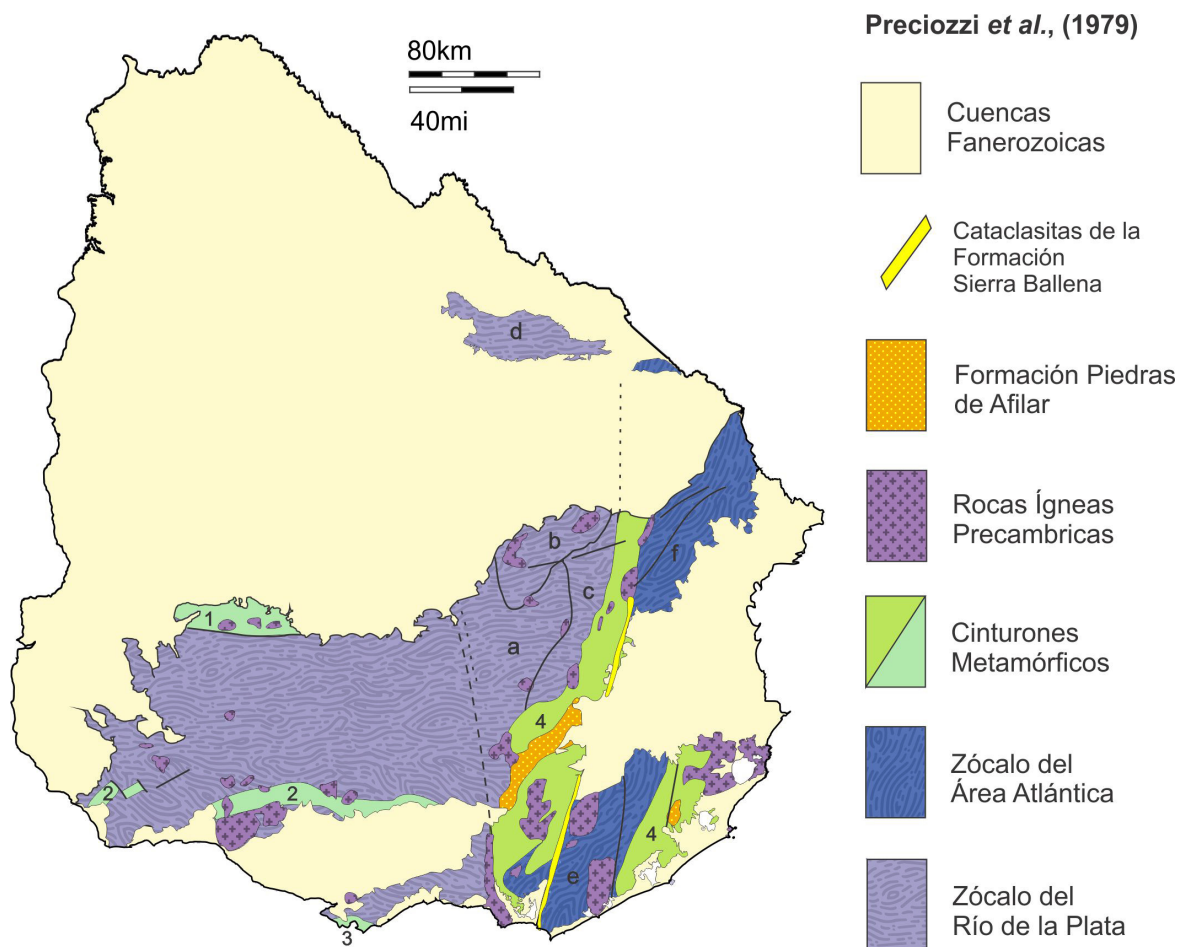 80km
40mi
d
b
f
c
1
a
4
2
2
4
e
3
Preciozzi et al., (1979)
Cuencas
Fanerozoicas
Cataclasitas de la
Formación
Sierra Ballena
Formación Piedras
de Afilar
Rocas Ígneas
Precambricas
Cinturones
Metamórficos
Zócalo del
Área Atlántica
Zócalo del
Río de la Plata